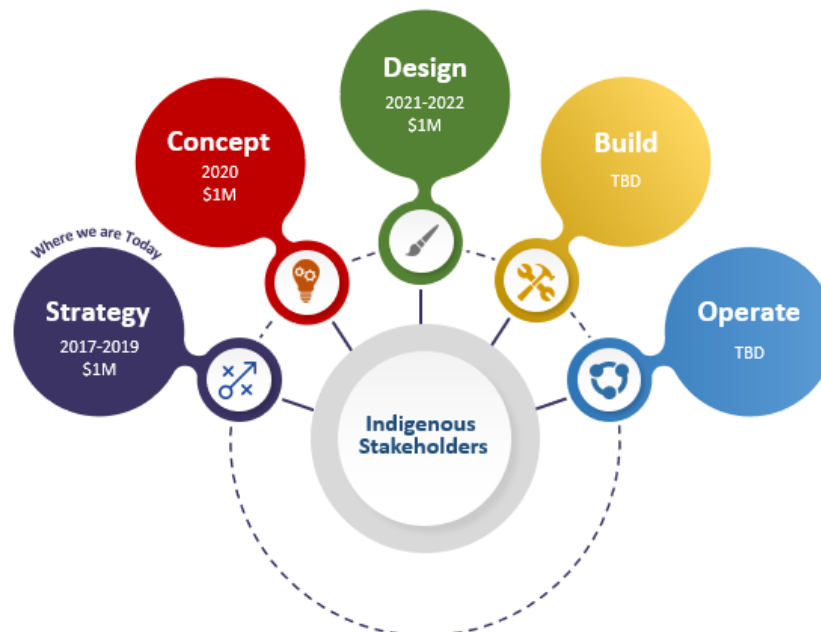 Where we are Today
Strategy
2017-2019
$1M
Concept
2020
$1M
Design
2021-2022
$1M
Build
TBD
Operate
TBD
Indigenous
Stakeholders